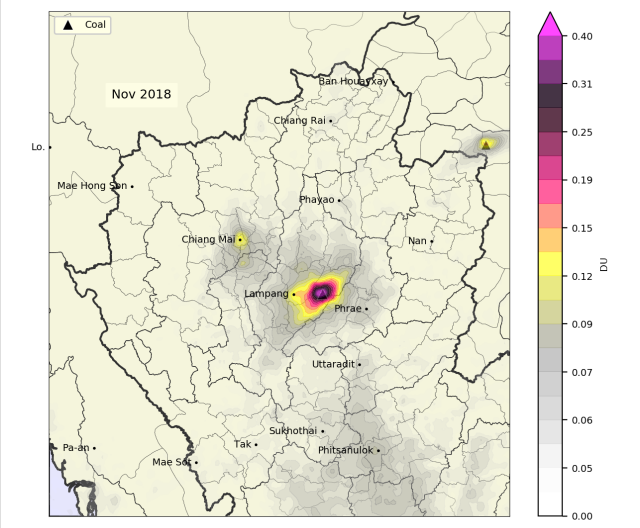 Coal
Nov 2018
Ban Houayxay
Chiang Rai
Lo.
Mae Hong Son
Phayao
Chiang Mai
Nan
Lampang
Phrae
Uttaradit
Sukhothai
Tak
Phitsanulok
Pa-an
Mae Sot
0.40
0.31
0.25
0.19
0.15
0.12
0.09
0.07
0.06
0.05
0.00
DU